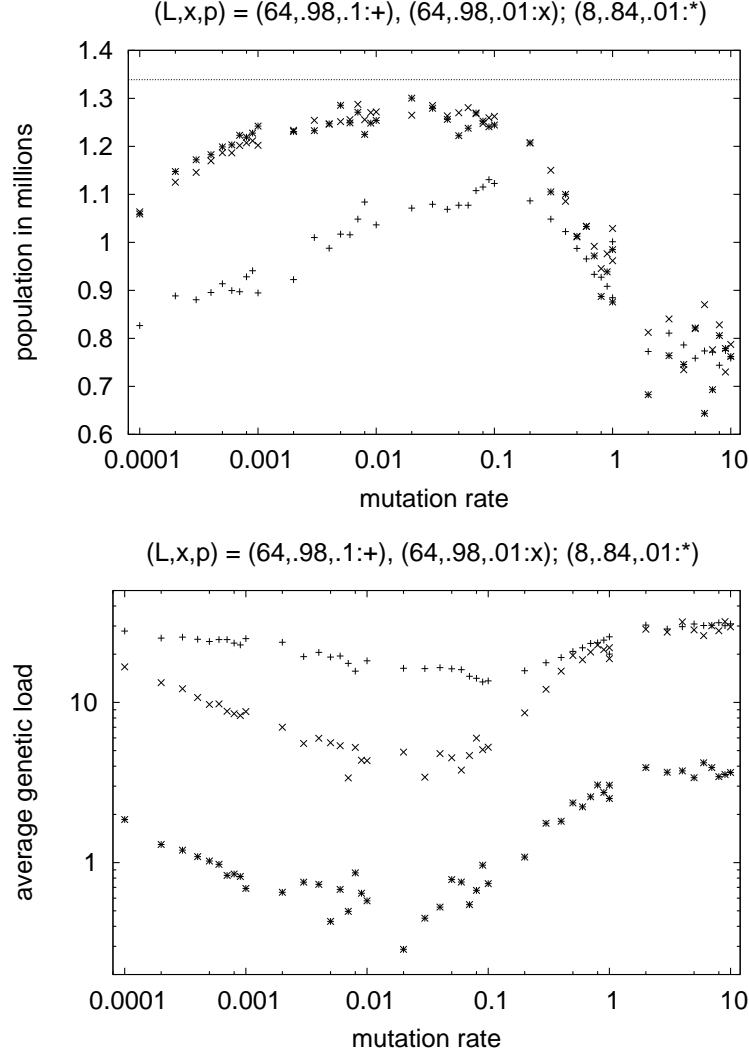 (L,x,p) = (64,.98,.1:+), (64,.98,.01:x); (8,.84,.01:*)
1.4
1.3
1.2
1.1
1
0.9
0.8
0.7
0.6
population in millions
0.0001 0.001 0.01 0.1 1 10
mutation rate
(L,x,p) = (64,.98,.1:+), (64,.98,.01:x); (8,.84,.01:*)
10
1
average genetic load
0.0001 0.001 0.01 0.1 1 10
mutation rate